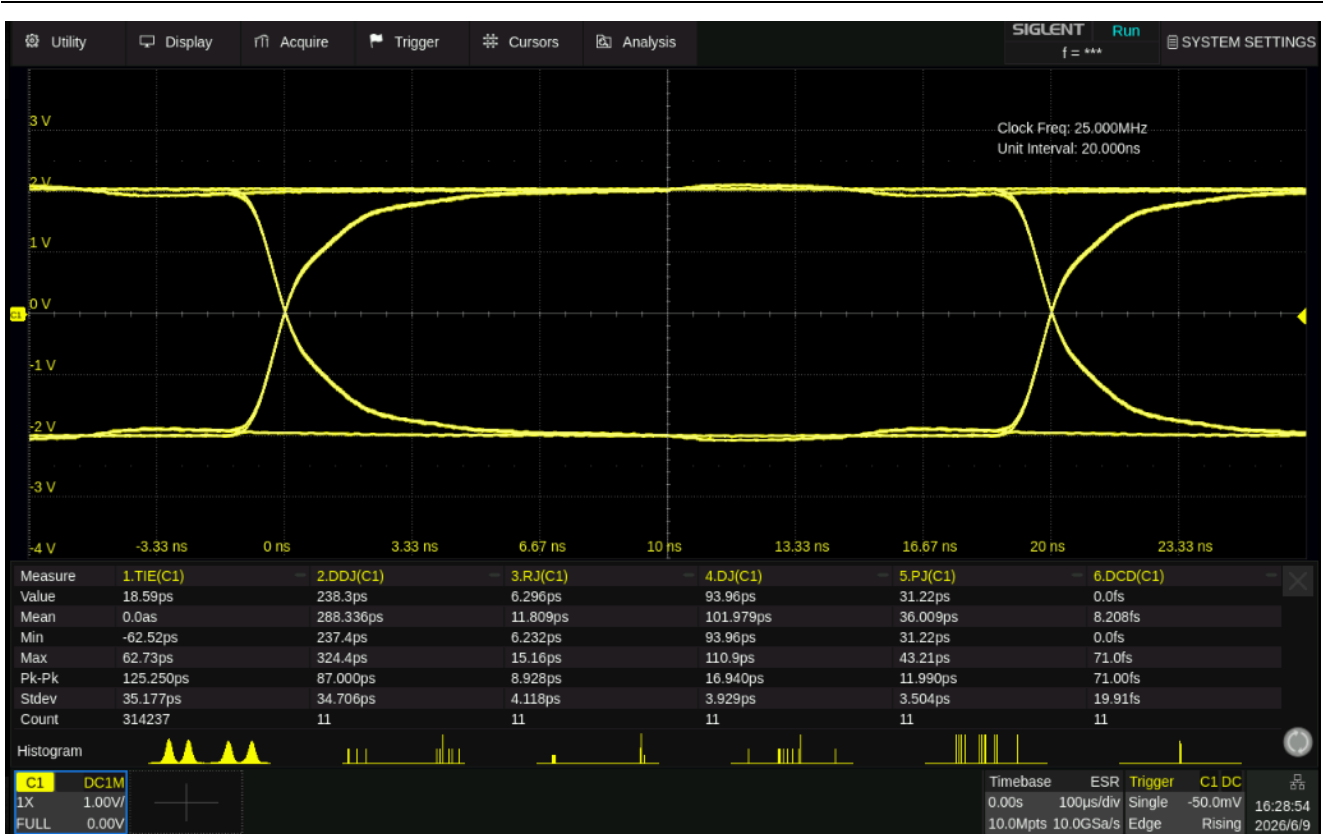 Utility Display Acquire Trigger Cursors Analysis SIGLENT Run SYSTEM SETTINGS
f = ***
3 V
Clock Freq: 25.000MHz
Unit Interval: 20.000ns
2 V
1 V
C1 0 V
-1 V
-2 V
-3 V
-4 V -3.33 ns 0 ns 3.33 ns 6.67 ns 10 ns 13.33 ns 16.67 ns 20 ns 23.33 ns
Measure 1.TIE(C1) 2.DDJ(C1) 3.RJ(C1) 4.DJ(C1) 5.PJ(C1) 6.DCD(C1)
Value 18.59ps 238.3ps 6.296ps 93.96ps 31.22ps 0.0fs
Mean 0.0as 288.336ps 11.809ps 101.979ps 36.009ps 8.208fs
Min -62.52ps 237.4ps 6.232ps 93.96ps 31.22ps 0.0fs
Max 62.73ps 324.4ps 15.16ps 110.9ps 43.21ps 71.0fs
Pk-Pk 125.250ps 87.000ps 8.928ps 16.940ps 11.990ps 71.00fs
Stdev 35.177ps 34.706ps 4.118ps 3.929ps 3.504ps 19.91fs
Count 314237 11 11 11 11 11
Histogram
C1 DC1M Timebase ESR Trigger C1 DC
1X 1.00V/ 0.00s 100µs/div Single -50.0mV 16:28:54
FULL 0.00V 10.0Mpts 10.0GSa/s Edge Rising 2026/6/9